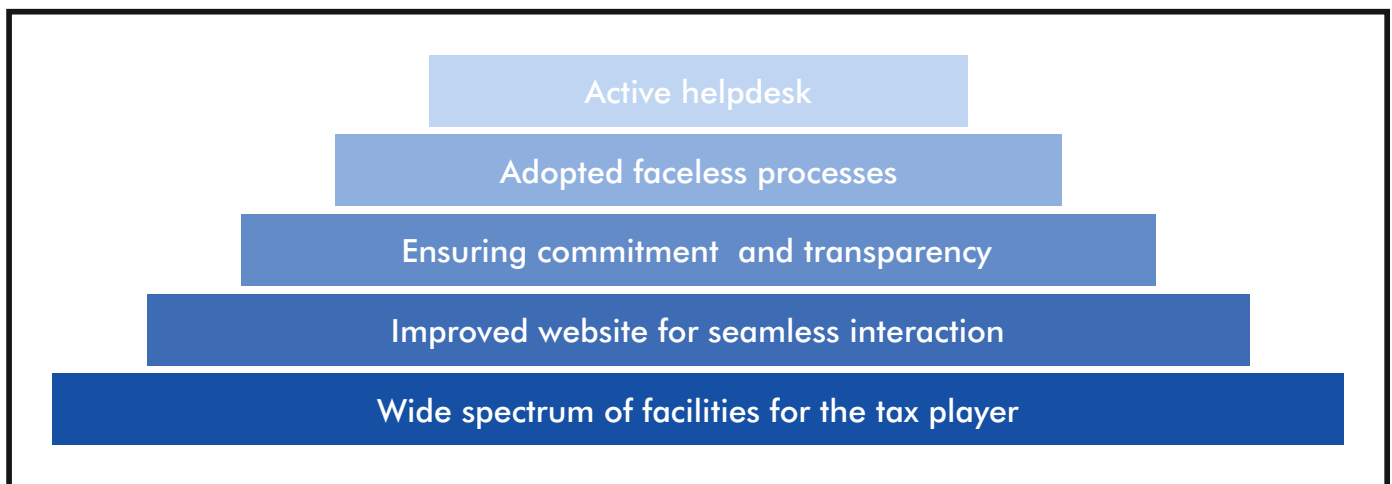 Active helpdesk
Adopted faceless processes
Ensuring commitment and transparency
Improved website for seamless interaction
Wide spectrum of facilities for the tax player